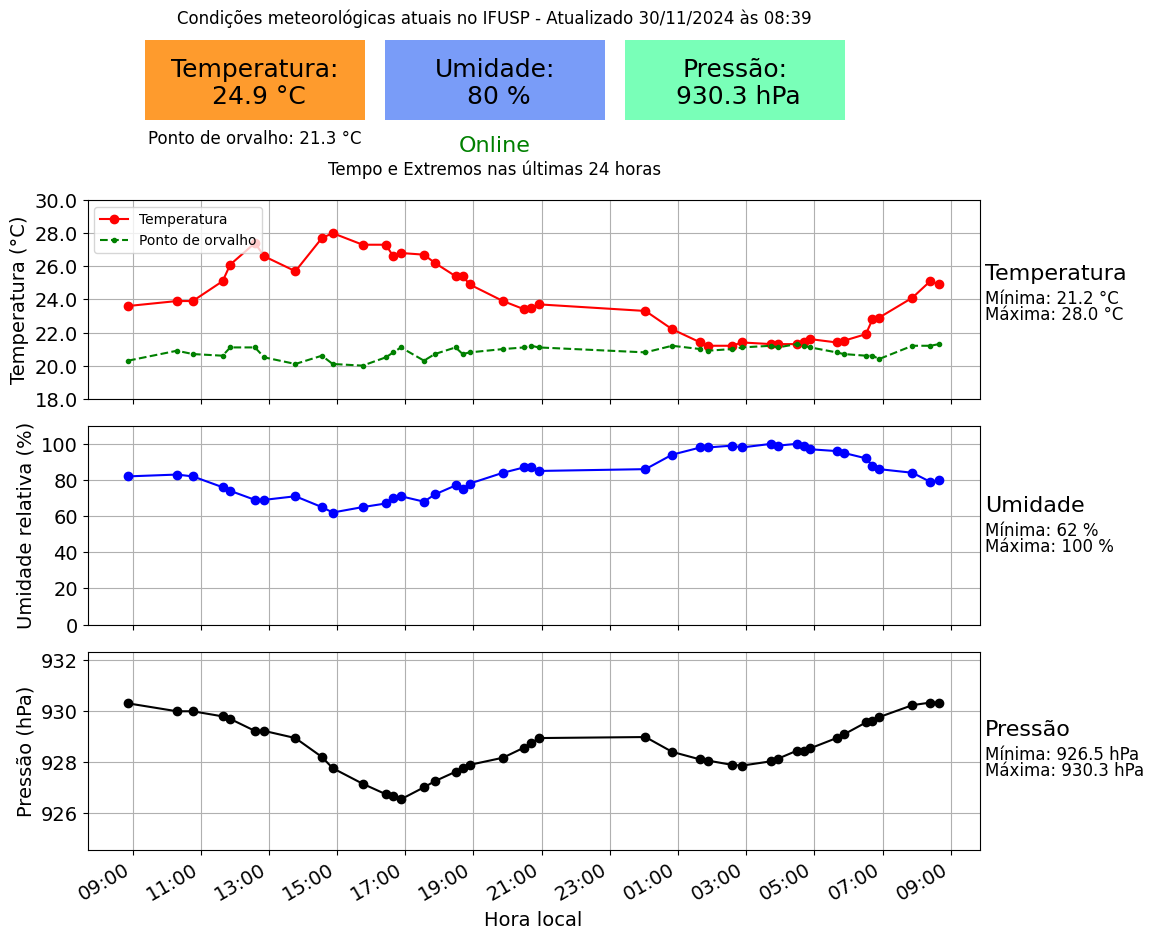 Condições meteorológicas atuais no IFUSP - Atualizado 30/11/2024 às 08:39
Temperatura:
24.9 °C
Umidade:
80 %
Pressão:
930.3 hPa
Ponto de orvalho: 21.3 °C
Online
Tempo e Extremos nas últimas 24 horas
Temperatura (°C)
30.0
28.0
26.0
24.0
22.0
20.0
18.0
Temperatura
Ponto de orvalho
Temperatura
Mínima: 21.2 °C
Máxima: 28.0 °C
Umidade relativa (%)
100
80
60
40
20
0
Umidade
Mínima: 62 %
Máxima: 100 %
Pressão (hPa)
932
930
928
926
Pressão
Mínima: 926.5 hPa
Máxima: 930.3 hPa
09:00 11:00 13:00 15:00 17:00 19:00 21:00 23:00 01:00 03:00 05:00 07:00 09:00
Hora local